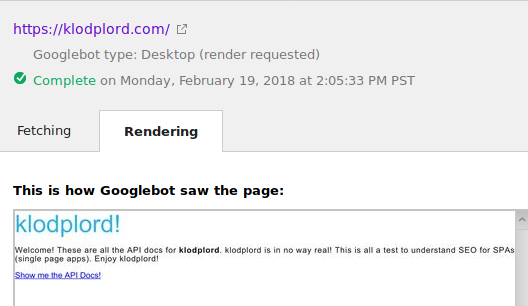 https://klodplord.com/
Googlebot type: Desktop (render requested)
Complete on Monday, February 19, 2018 at 2:05:33 PM PST
Fetching
Rendering
This is how Googlebot saw the page:
klodplord!
Welcome! These are all the API docs for klodplord. klodplord is in no way real! This is all a test to understand SEO for SPAs
(single page apps). Enjoy klodplord!
Show me the API Docs!